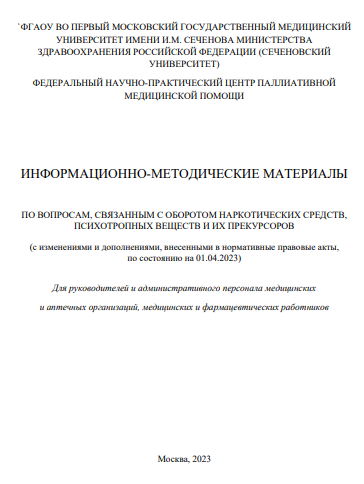 `ФГАОУ ВО ПЕРВЫЙ МОСКОВСКИЙ ГОСУДАРСТВЕННЫЙ МЕДИЦИНСКИЙ
УНИВЕРСИТЕТ ИМЕНИ И.М. СЕЧЕНОВА МИНИСТЕРСТВА
ЗДРАВООХРАНЕНИЯ РОССИЙСКОЙ ФЕДЕРАЦИИ (СЕЧЕНОВСКИЙ
УНИВЕРСИТЕТ)
ФЕДЕРАЛЬНЫЙ НАУЧНО-ПРАКТИЧЕСКИЙ ЦЕНТР ПАЛЛИАТИВНОЙ
МЕДИЦИНСКОЙ ПОМОЩИ
ИНФОРМАЦИОННО-МЕТОДИЧЕСКИЕ МАТЕРИАЛЫ
ПО ВОПРОСАМ, СВЯЗАННЫМ С ОБОРОТОМ НАРКОТИЧЕСКИХ СРЕДСТВ,
ПСИХОТРОПНЫХ ВЕЩЕСТВ И ИХ ПРЕКУРСОРОВ
(с изменениями и дополнениями, внесенными в нормативные правовые акты,
по состоянию на 01.04.2023)
Для руководителей и административного персонала медицинских
и аптечных организаций, медицинских и фармацевтических работников
Москва, 2023